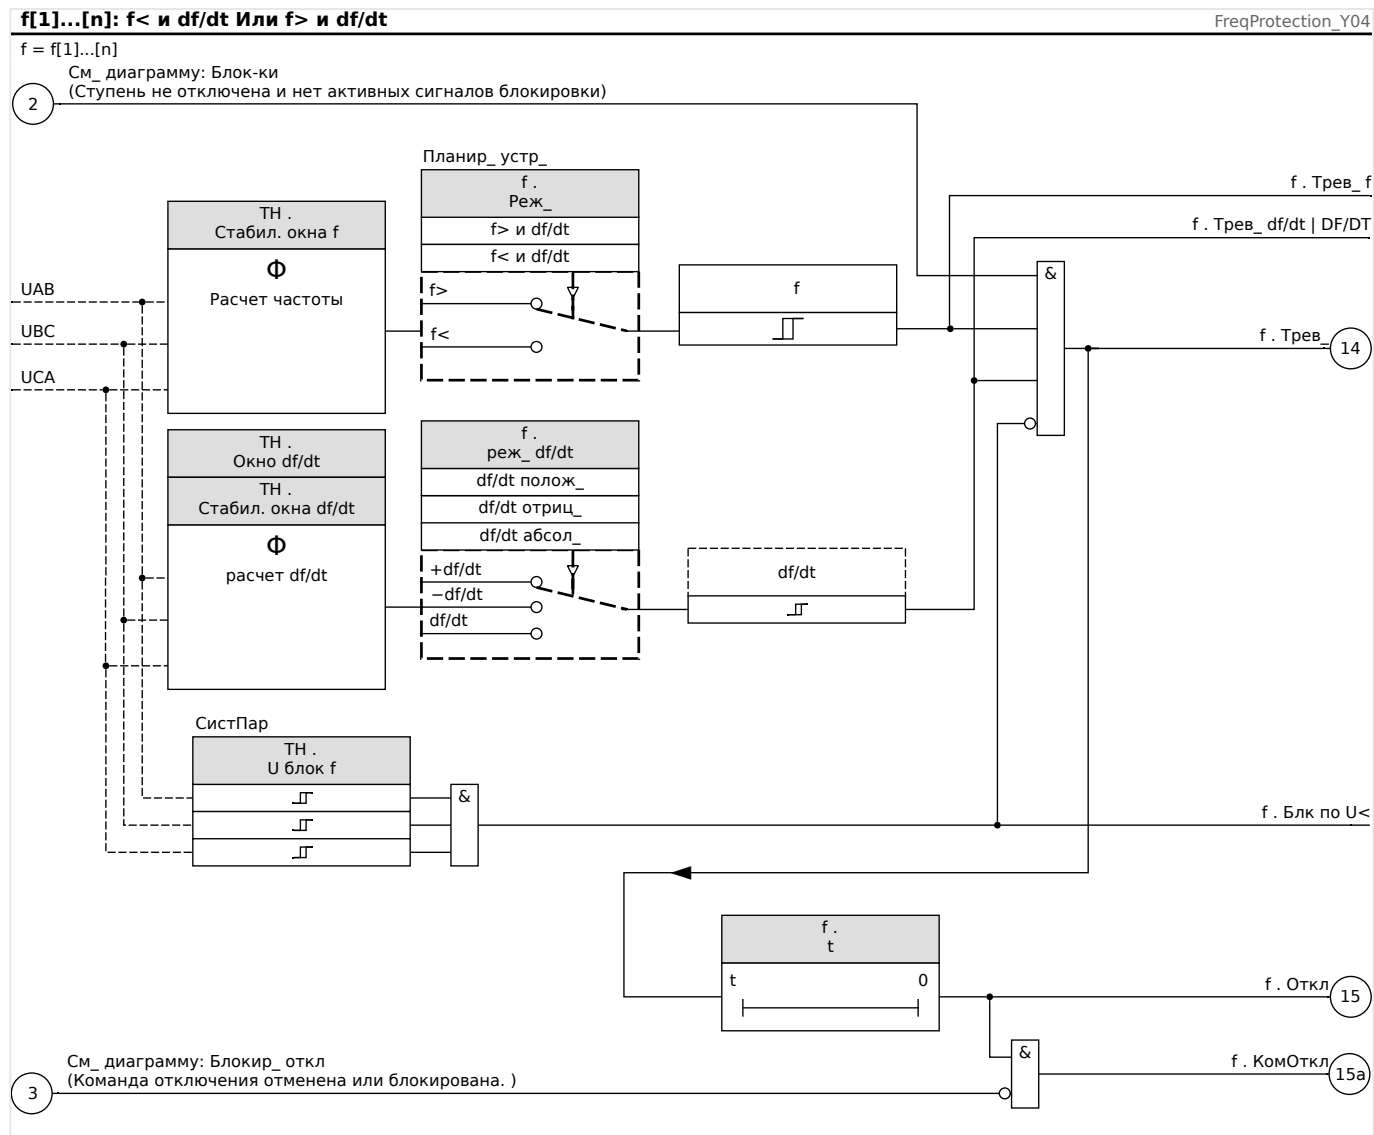 f[1]...[n]: f< и df/dt Или f> и df/dt
FreqProtection_Y04
f = f[1]...[n]
См_ диаграмму: Блок-ки
(Ступень не отключена и нет активных сигналов блокировки)
2
Планир_ устр_
f .
Реж_
f> и df/dt
f< и df/dt
f>
f<
ТН .
Стабил. окна f
Φ
Расчет частоты
UAB
UBC
UCA
f
&
f . Трев_ f
f . Трев_ df/dt | DF/DT
f . Трев_
14
ТН .
Окно df/dt
ТН .
Стабил. окна df/dt
Φ
расчет df/dt
f .
реж_ df/dt
df/dt полож_
df/dt отриц_
df/dt абсол_
+df/dt
−df/dt
df/dt
df/dt
СистПар
ТН .
U блок f
&
f . Блк по U<
f .
t
t
0
f . Откл
15
&
f . КомОткл
15a
См_ диаграмму: Блокир_ откл
(Команда отключения отменена или блокирована. )
3